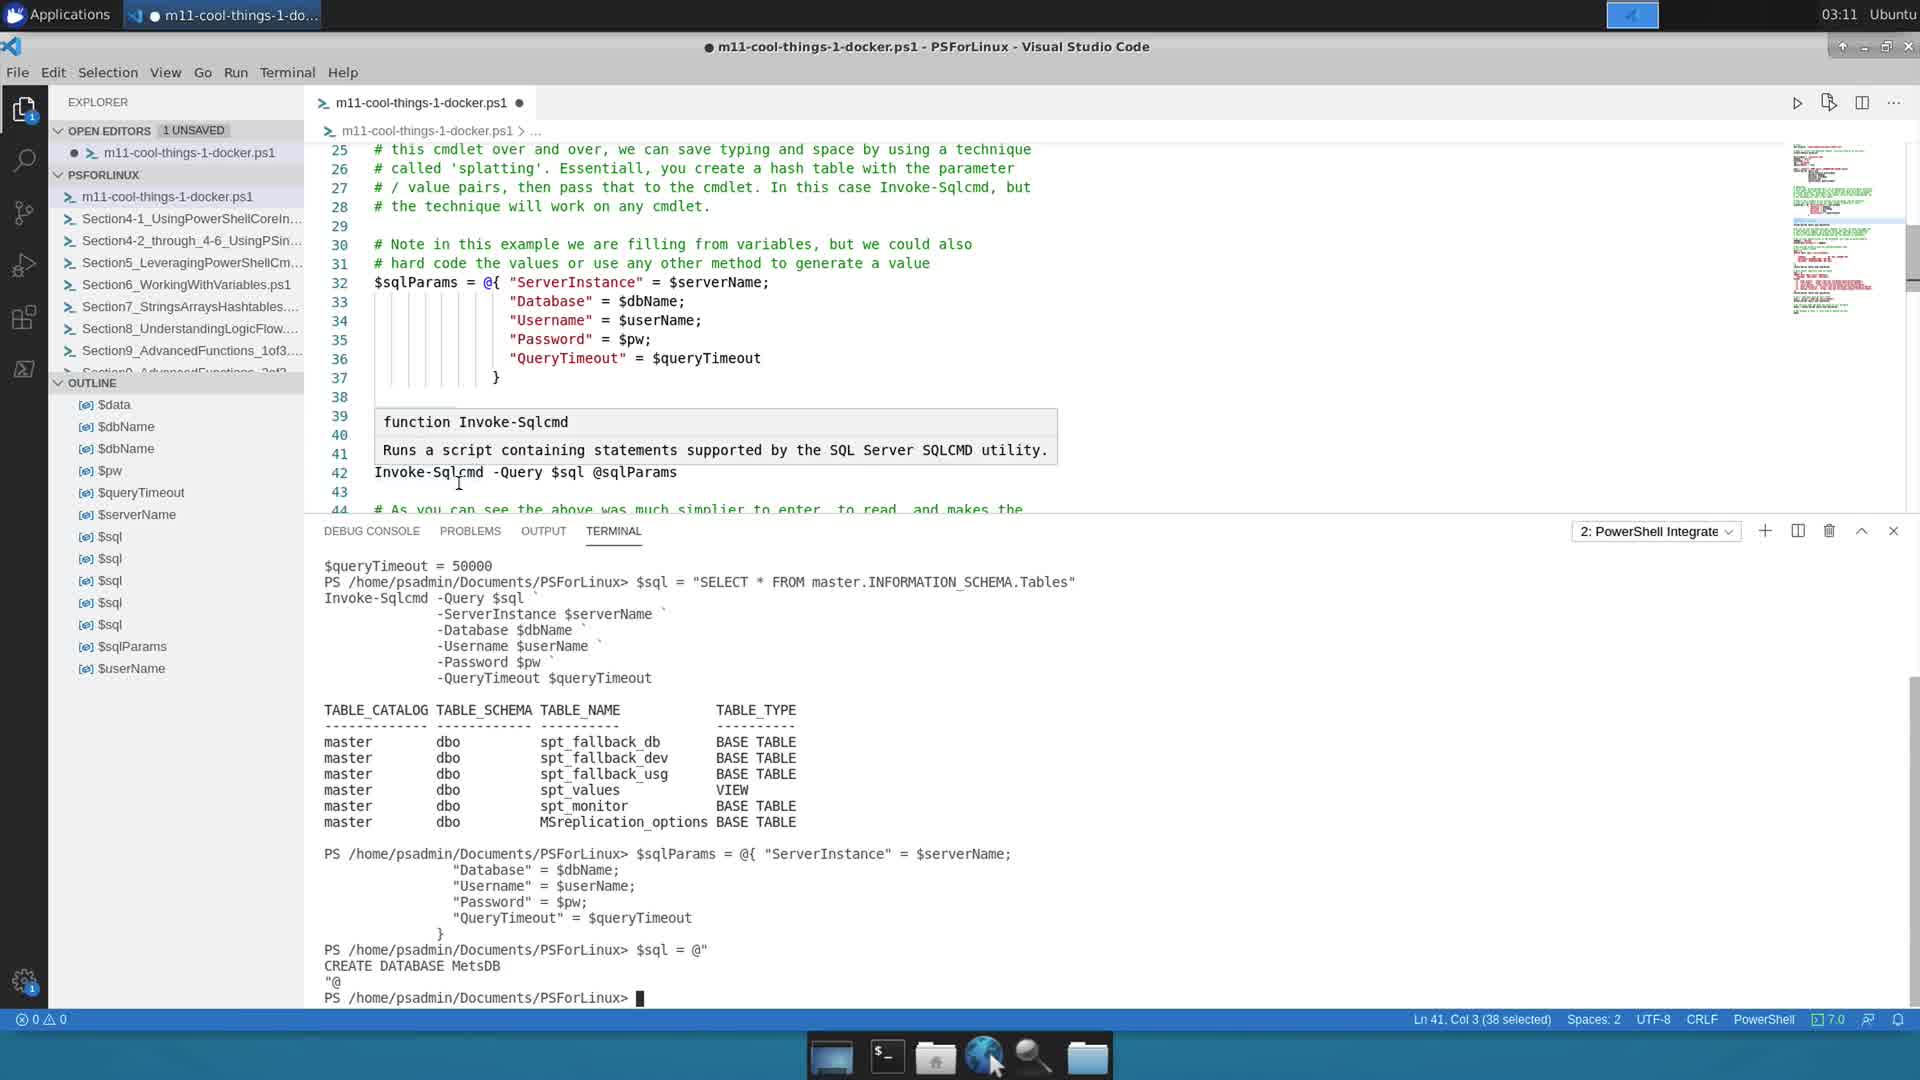 Applications
m11-cool-things-1-do...
03:11 Ubuntu
m11-cool-things-1-docker.ps1 - PSForLinux - Visual Studio Code
File Edit Selection View Go Run Terminal Help
EXPLORER
OPEN EDITORS 1 UNSAVED
m11-cool-things-1-docker.ps1
PSFORLINUX
m11-cool-things-1-docker.ps1
Section4-1_UsingPowerShellCoreIn...
Section4-2_through_4-6_UsingPSin...
Section5_LeveragingPowerShellCm...
Section6_WorkingWithVariables.ps1
Section7_StringsArraysHashtables....
Section8_UnderstandingLogicFlow....
Section9_AdvancedFunctions_1of3....
Section9_AdvancedFunctions_2of3....
OUTLINE
$data
$dbName
$dbName
$pw
$queryTimeout
$serverName
$sql
$sql
$sql
$sql
$sql
$sqlParams
$userName
1
1
m11-cool-things-1-docker.ps1
m11-cool-things-1-docker.ps1 > ...
25 # this cmdlet over and over, we can save typing and space by using a technique
26 # called 'splatting'. Essentiall, you create a hash table with the parameter
27 # / value pairs, then pass that to the cmdlet. In this case Invoke-Sqlcmd, but
28 # the technique will work on any cmdlet.
29
30 # Note in this example we are filling from variables, but we could also
31 # hard code the values or use any other method to generate a value
32 $sqlParams = @{ "ServerInstance" = $serverName;
33 "Database" = $dbName;
34 "Username" = $userName;
35 "Password" = $pw;
36 "QueryTimeout" = $queryTimeout
37 }
38
39
function Invoke-Sqlcmd
40
41
Runs a script containing statements supported by the SQL Server SQLCMD utility.
42 Invoke-Sqlcmd -Query $sql @sqlParams
43
44 # As you can see the above was much simplier to enter, to read, and makes the
DEBUG CONSOLE PROBLEMS OUTPUT TERMINAL
2: PowerShell Integrate
$queryTimeout = 50000
PS /home/psadmin/Documents/PSForLinux> $sql = "SELECT * FROM master.INFORMATION_SCHEMA.Tables"
Invoke-Sqlcmd -Query $sql `
-ServerInstance $serverName `
-Database $dbName `
-Username $userName `
-Password $pw `
-QueryTimeout $queryTimeout
TABLE_CATALOG TABLE_SCHEMA TABLE_NAME TABLE_TYPE
------------- ------------ ---------- ----------
master dbo spt_fallback_db BASE TABLE
master dbo spt_fallback_dev BASE TABLE
master dbo spt_fallback_usg BASE TABLE
master dbo spt_values VIEW
master dbo spt_monitor BASE TABLE
master dbo MSreplication_options BASE TABLE
PS /home/psadmin/Documents/PSForLinux> $sqlParams = @{ "ServerInstance" = $serverName;
"Database" = $dbName;
"Username" = $userName;
"Password" = $pw;
"QueryTimeout" = $queryTimeout
}
PS /home/psadmin/Documents/PSForLinux> $sql = @"
CREATE DATABASE MetsDB
"@
PS /home/psadmin/Documents/PSForLinux>
0 0 Ln 41, Col 3 (38 selected) Spaces: 2 UTF-8 CRLF PowerShell 7.0
$_